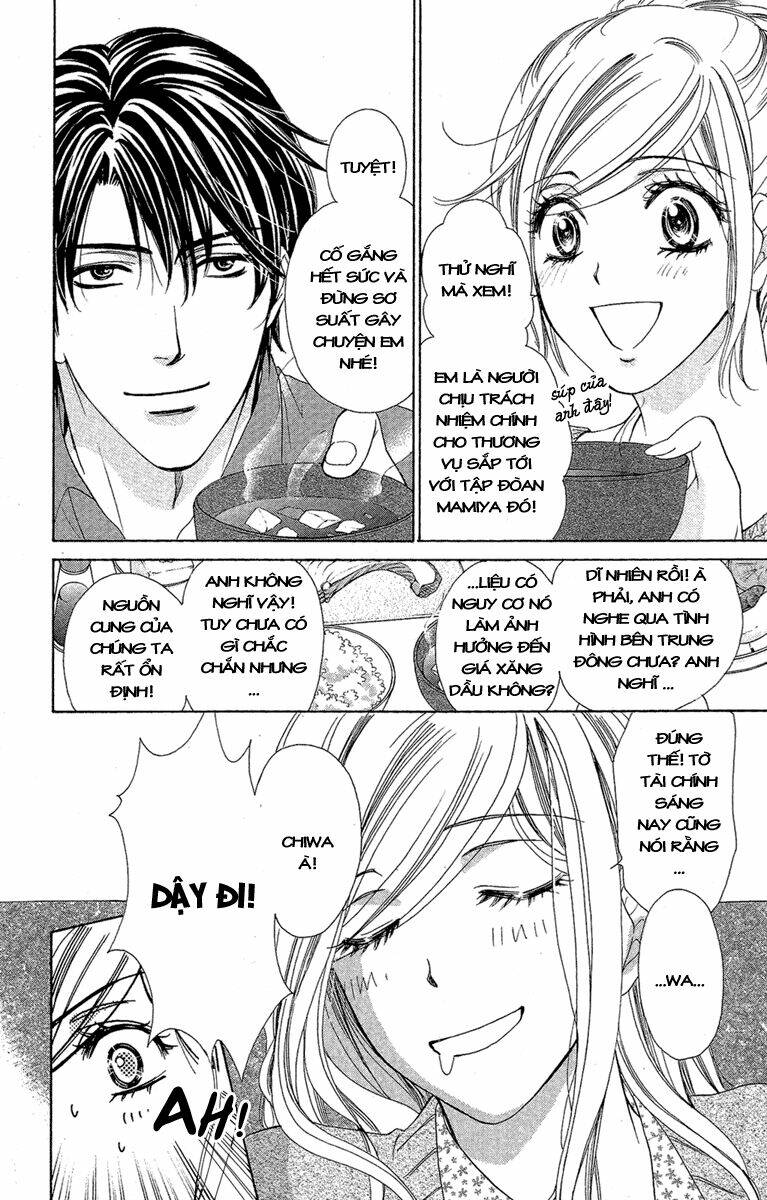 THỬ NGHĨ
MÀ XEM!
EM LÀ NGƯỜI
CHỊU TRÁCH
NHIỆM CHÍNH
CHO THƯƠNG
VỤ SẮP TỚI
VỚI TẬP ĐÒAN
MAMIYA ĐÓ!
súp của
anh đây!
TUYỆT!
CỐ GẮNG
HẾT SỨC VÀ
ĐỪNG SƠ
SUẤT GÂY
CHUYỆN EM
NHÉ!
DĨ NHIÊN RỒI! À
PHẢI, ANH CÓ
NGHE QUA TÌNH
HÌNH BÊN TRUNG
ĐÔNG CHƯA? ANH
NGHĨ ...
...LIỆU CÓ
NGUY CƠ NÓ
LÀM ẢNH
HƯỞNG ĐẾN
GIÁ XĂNG
DẦU KHÔNG?
ANH KHÔNG
NGHĨ VẬY!
TUY CHƯA CÓ
GÌ CHẮC
CHẮN NHƯNG
...
NGUỒN
CUNG CỦA
CHÚNG TA
RẤT ỔN
ĐỊNH!
ĐÚNG
THẾ! TỜ
TÀI CHÍNH
SÁNG
NAY CŨNG
NÓI RẰNG
...
...WA...
CHIWA
À!
DẬY ĐI!
AH!